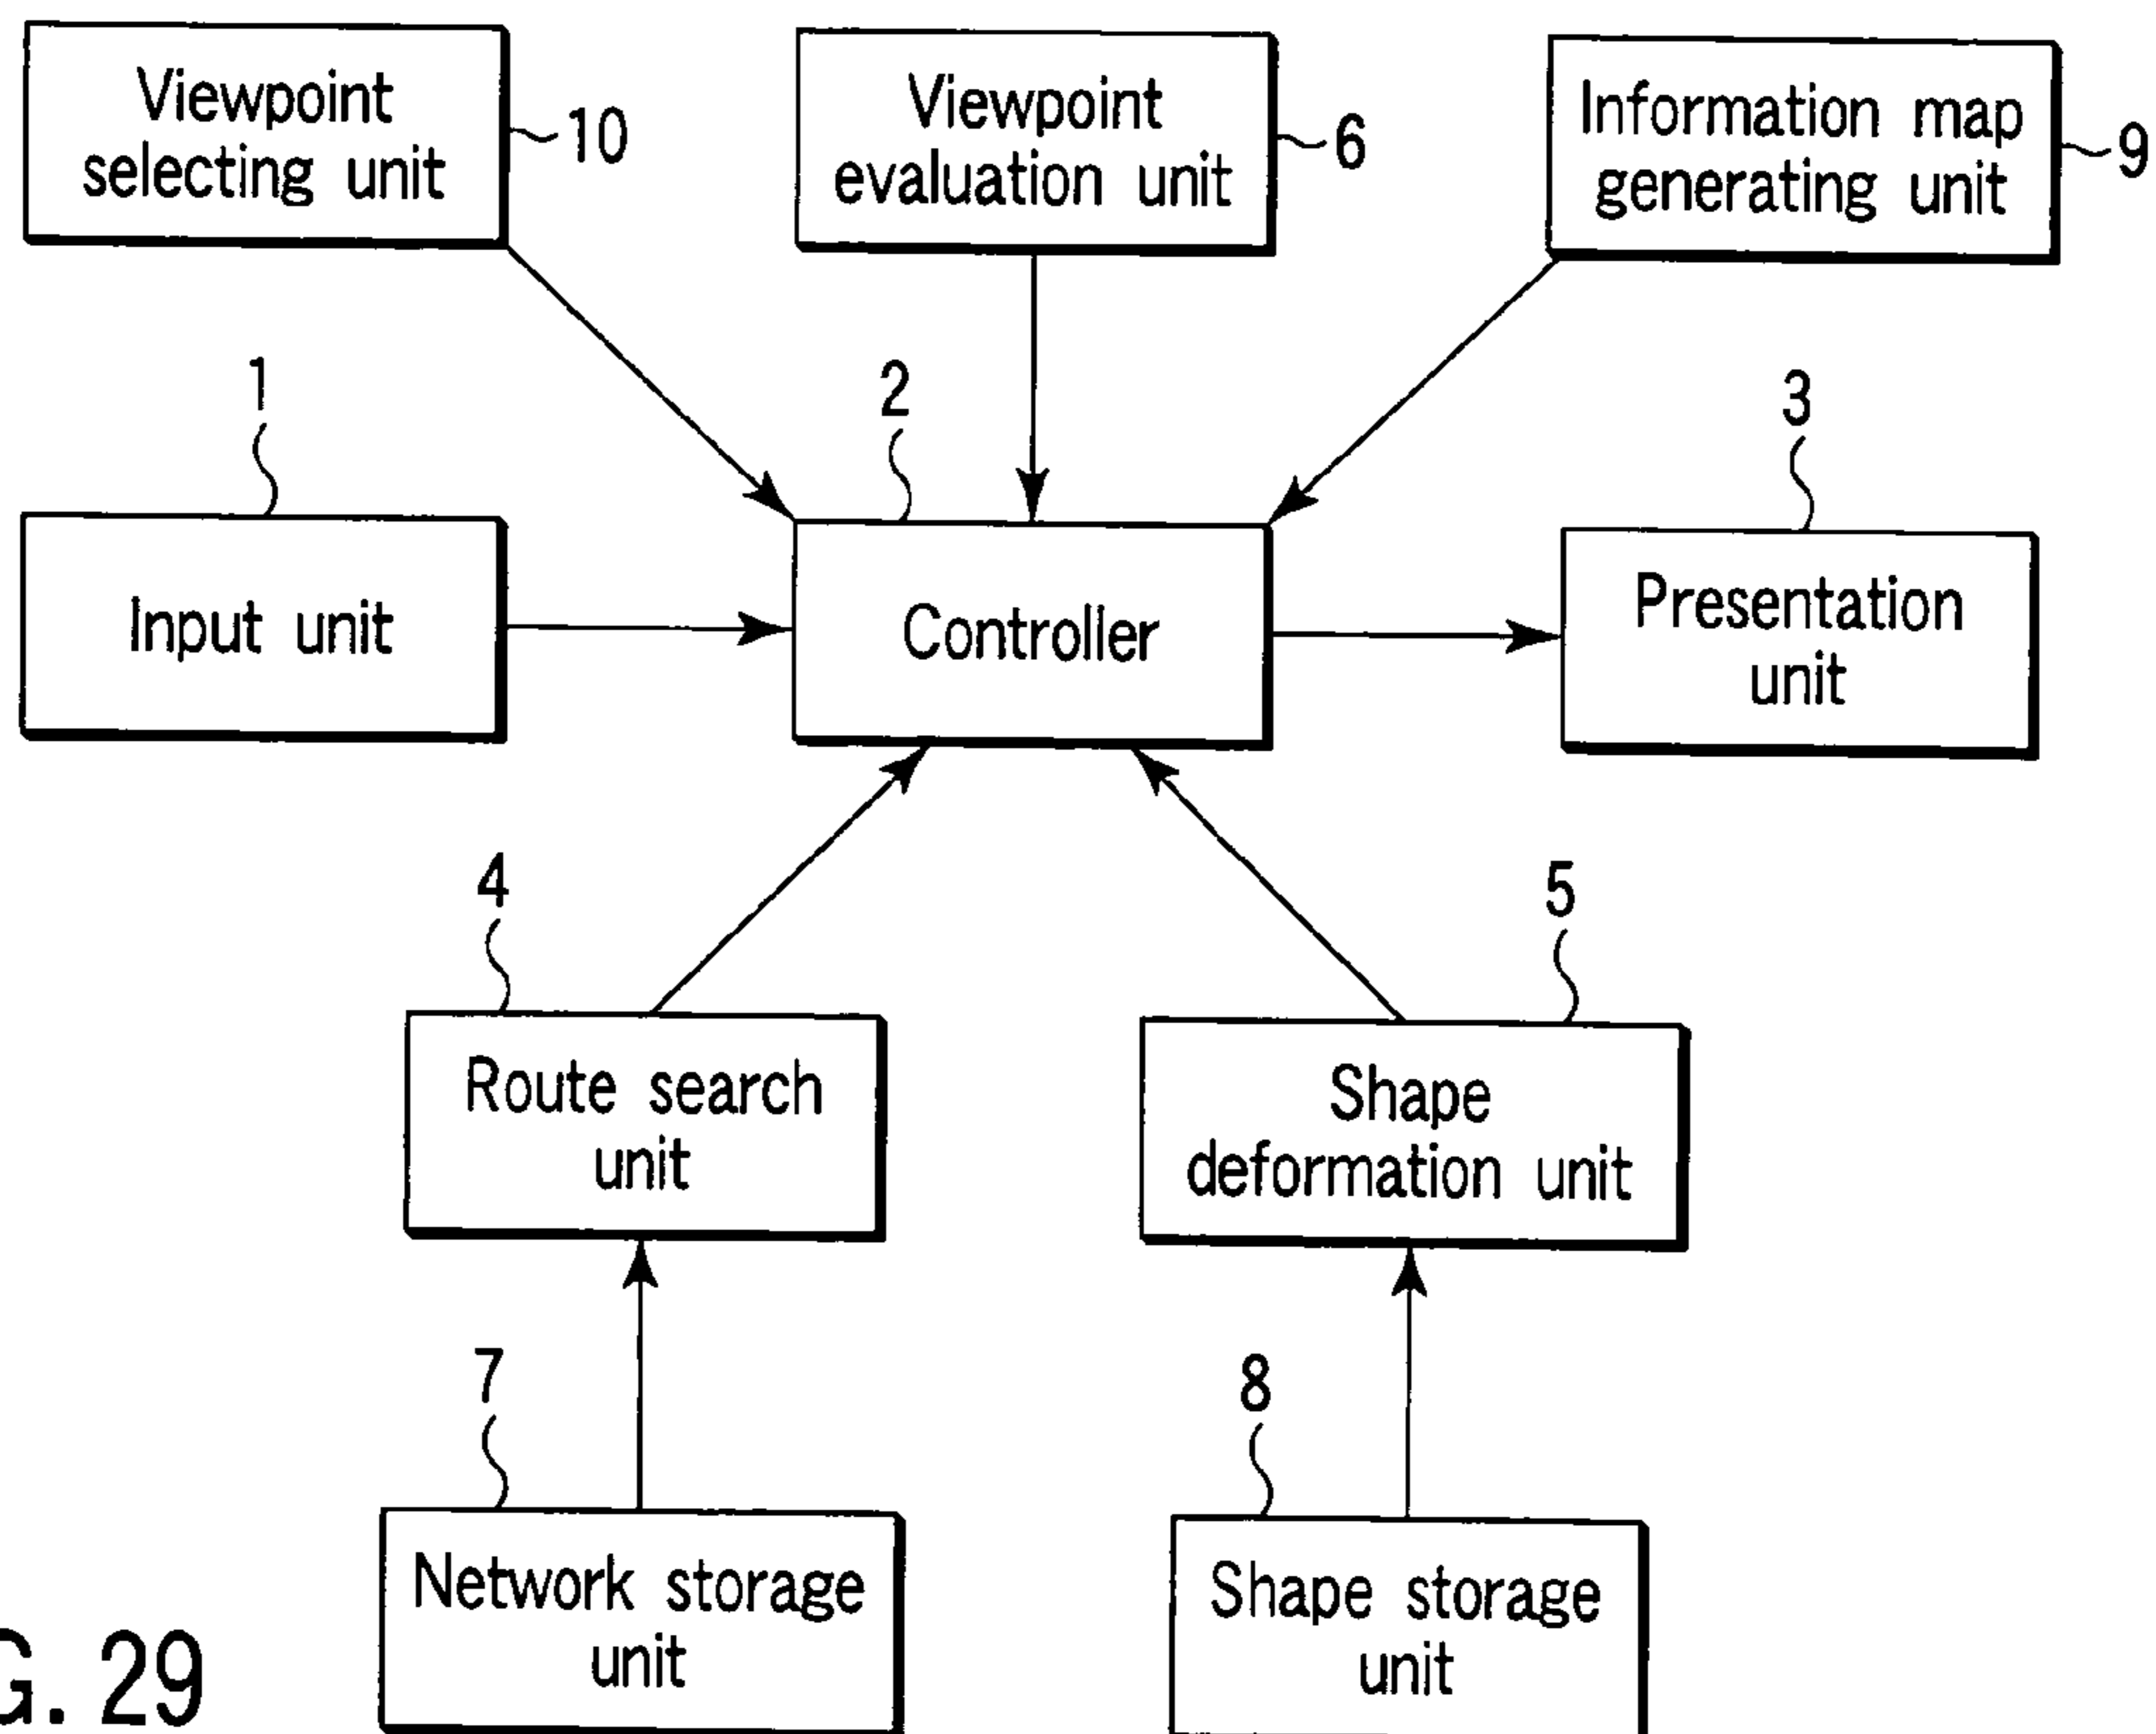 Viewpoint
selecting unit
10
Viewpoint
evaluation unit
6
Information map
generating unit
9
1
Input unit
2
Controller
3
Presentation
unit
4
Route search
unit
5
Shape
deformation unit
7
Network storage
unit
8
Shape storage
unit
G. 29